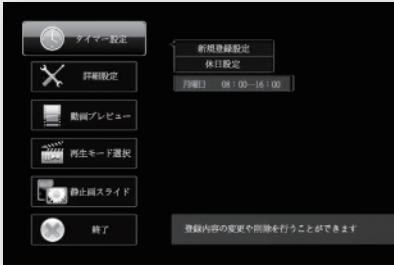 タイマー設定
詳細設定
動画プレビュー
再生モード選択
静止画スライド
終了
新規登録設定
休日設定
月曜日 08:00―16:00
登録内容の変更や削除を行うことができます